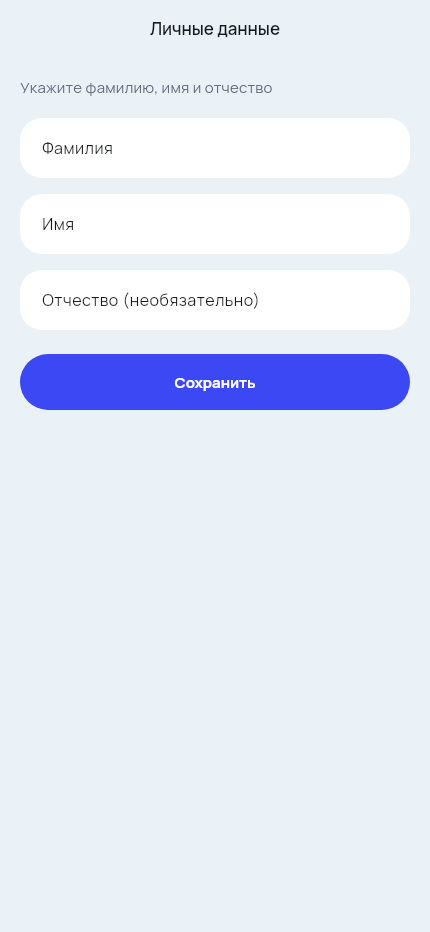 Личные данные
Укажите фамилию, имя и отчество
Фамилия
Имя
Отчество (необязательно)
Сохранить